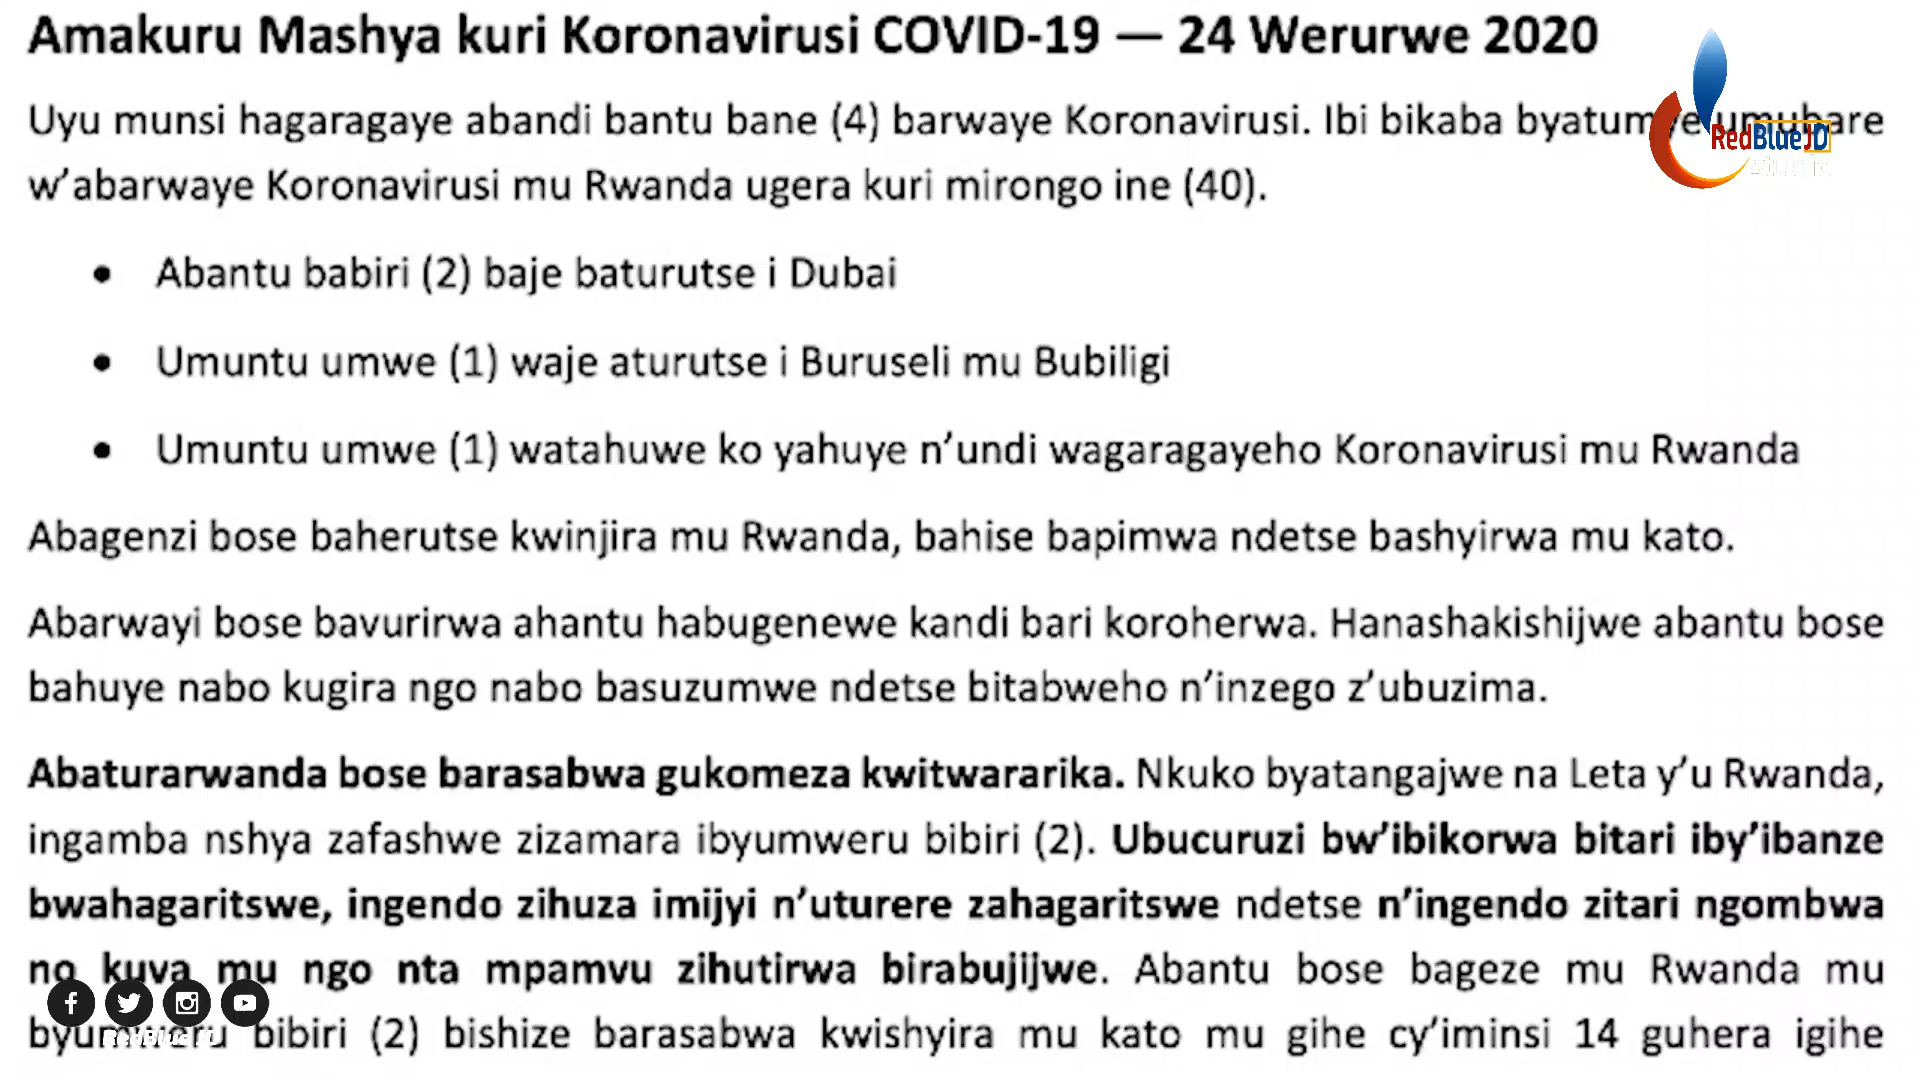 Amakuru Mashya kuri Koronavirusi COVID-19 — 24 Werurwe 2020
Uyu munsi hagaragaye abandi bantu bane (4) barwaye Koronavirusi. Ibi bikaba byatumye umubare
w'abarwaye Koronavirusi mu Rwanda ugera kuri mirongo ine (40).
• Abantu babiri (2) baje baturutse i Dubai
• Umuntu umwe (1) waje aturutse i Buruseli mu Bubiligi
• Umuntu umwe (1) watahuwe ko yahuye n'undi wagaragayeho Koronavirusi mu Rwanda
Abagenzi bose baherutse kwinjira mu Rwanda, bahise bapimwa ndetse bashyirwa mu kato.
Abarwayi bose bavurirwa ahantu habugenewe kandi bari koroherwa. Hanashakishijwe abantu bose
bahuye nabo kugira ngo nabo basuzumwe ndetse bitabweho n'inzego z'ubuzima.
Abaturarwanda bose barasabwa gukomeza kwitwararika. Nkuko byatangajwe na Leta y'u Rwanda,
ingamba nshya zafashwe zizamara ibyumweru bibiri (2). Ubucuruzi bw'ibikorwa bitari iby'ibanze
bwahagaritswe, ingendo zihuza imijyi n'uturere zahagaritswe ndetse n'ingendo zitari ngombwa
no kuva mu ngo nta mpamvu zihutirwa birabujijwe. Abantu bose bageze mu Rwanda mu
byumweru bibiri (2) bishize barasabwa kwishyira mu kato mu gihe cy'iminsi 14 guhera igihe
RedBlue JD
studio
RedBlue JD